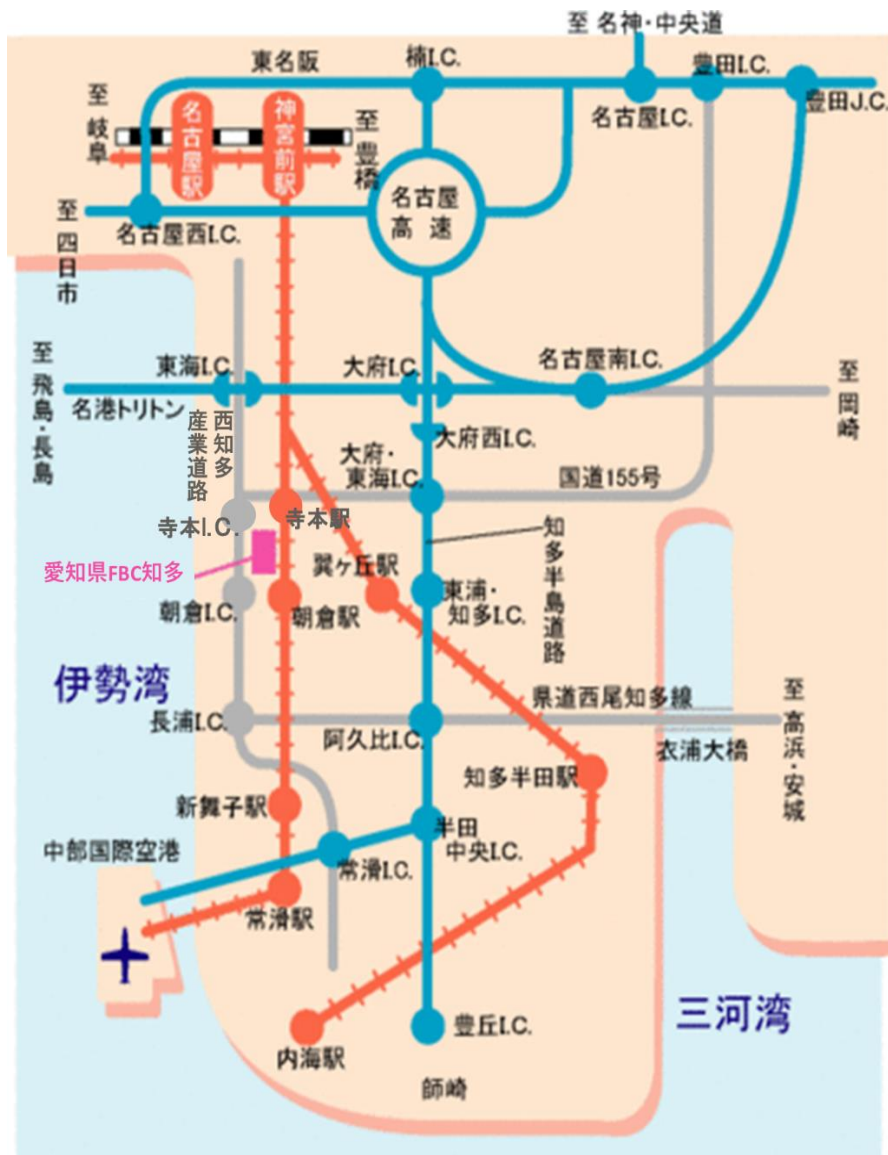 至 名神・中央道
東名阪
楠I.C.
豊田I.C.
名古屋I.C.
豊田J.C.
至岐阜
名古屋駅
神宮前駅
至豊橋
名古屋
高 速
至四日市
名古屋西I.C.
至飛島・長島
東海I.C.
大府I.C.
名古屋南I.C.
至岡崎
名港トリトン
西知多
産業道路
大府西I.C.
大府・
東海I.C.
国道155号
寺本I.C.
寺本駅
知多半島道路
愛知県FBC知多
巽ヶ丘駅
東浦・
知多I.C.
朝倉I.C.
朝倉駅
伊勢湾
県道西尾知多線
至高浜・安城
長浦I.C.
阿久比I.C.
衣浦大橋
新舞子駅
知多半田駅
半田
中央I.C.
中部国際空港
常滑I.C.
常滑駅
三河湾
豊丘I.C.
内海駅
師崎